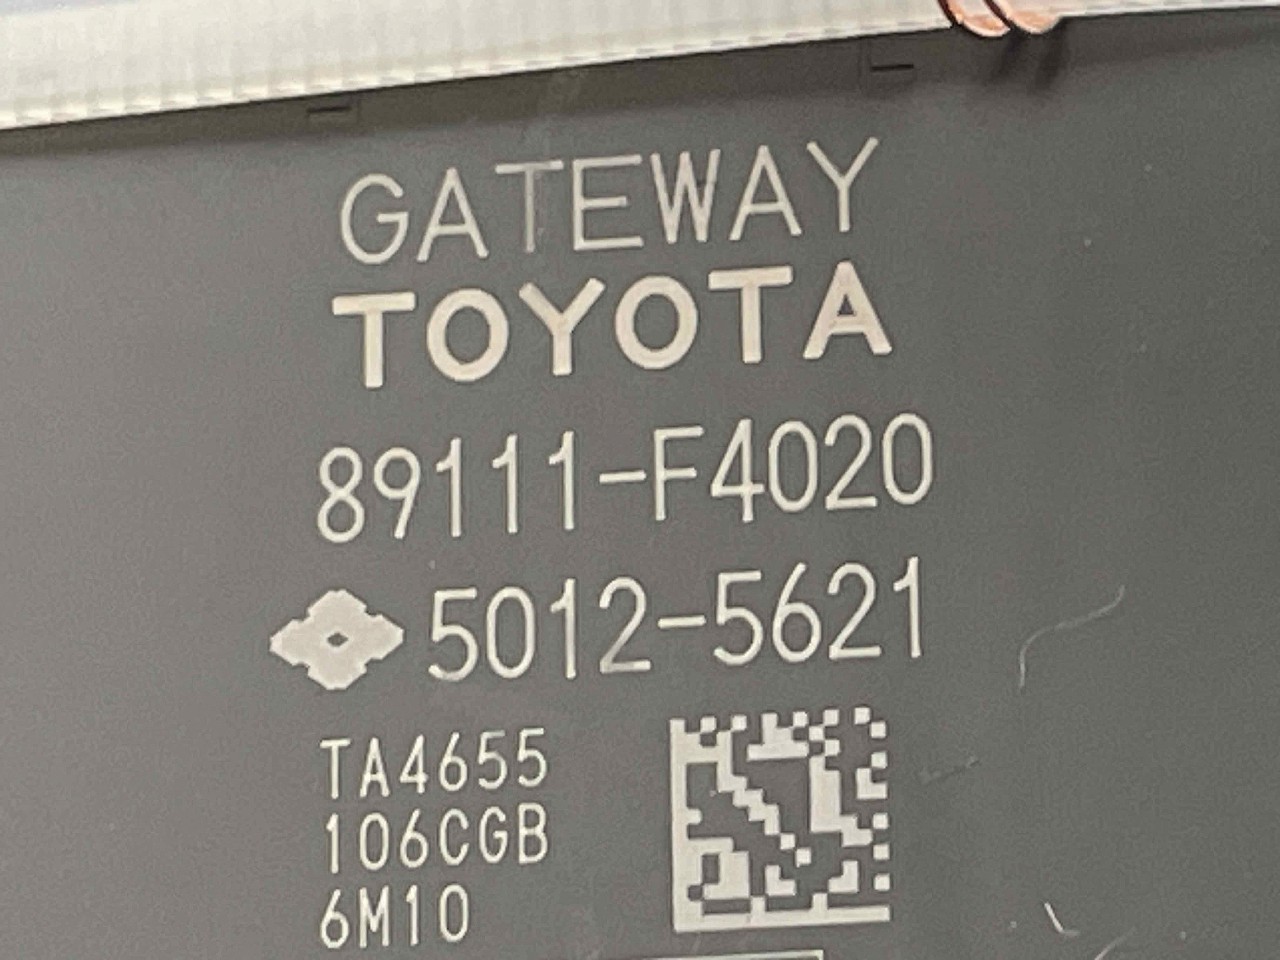 GATEWAY
TOYOTA
89111-F4020
5012-5621
TA4655
106CGB
6M10